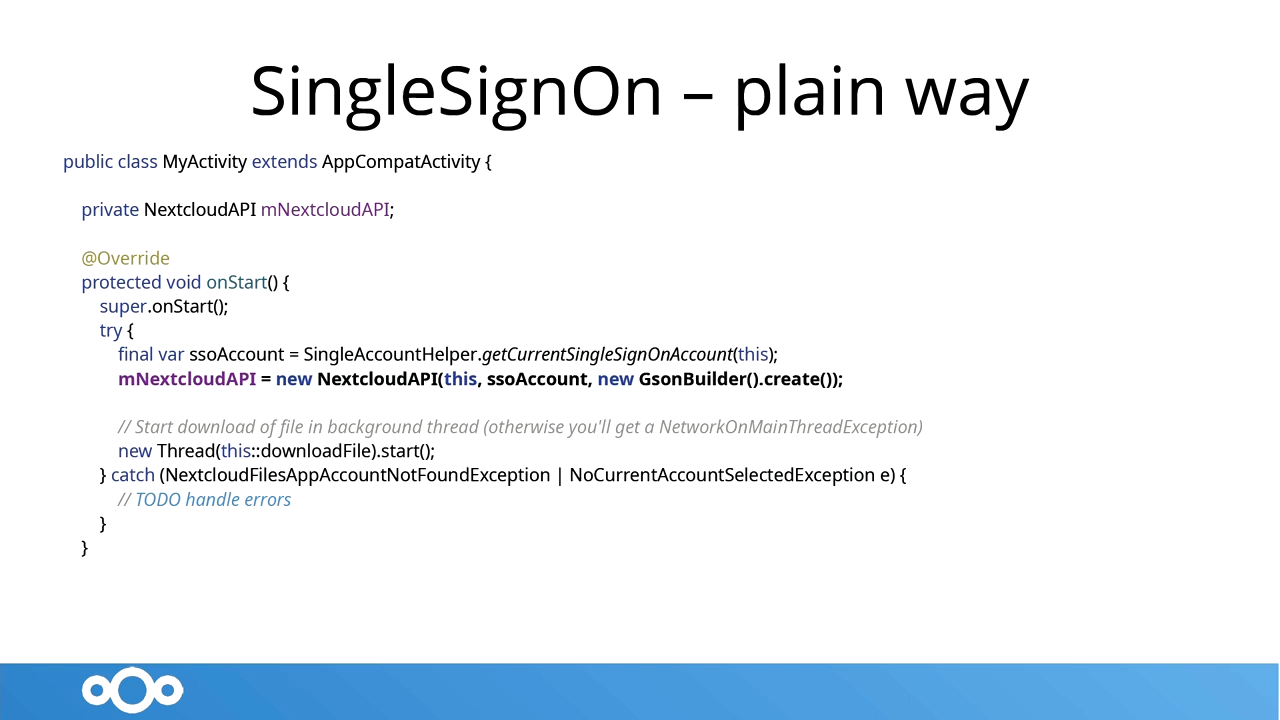 SingleSignOn – plain way
public class MyActivity extends AppCompatActivity {
private NextcloudAPI mNextcloudAPI;
@Override
protected void onStart() {
super.onStart();
try {
final var ssoAccount = SingleAccountHelper.getCurrentSingleSignOnAccount(this);
mNextcloudAPI = new NextcloudAPI(this, ssoAccount, new GsonBuilder().create());
// Start download of file in background thread (otherwise you'll get a NetworkOnMainThreadException)
new Thread(this::downloadFile).start();
} catch (NextcloudFilesAppAccountNotFoundException | NoCurrentAccountSelectedException e) {
// TODO handle errors
}
}